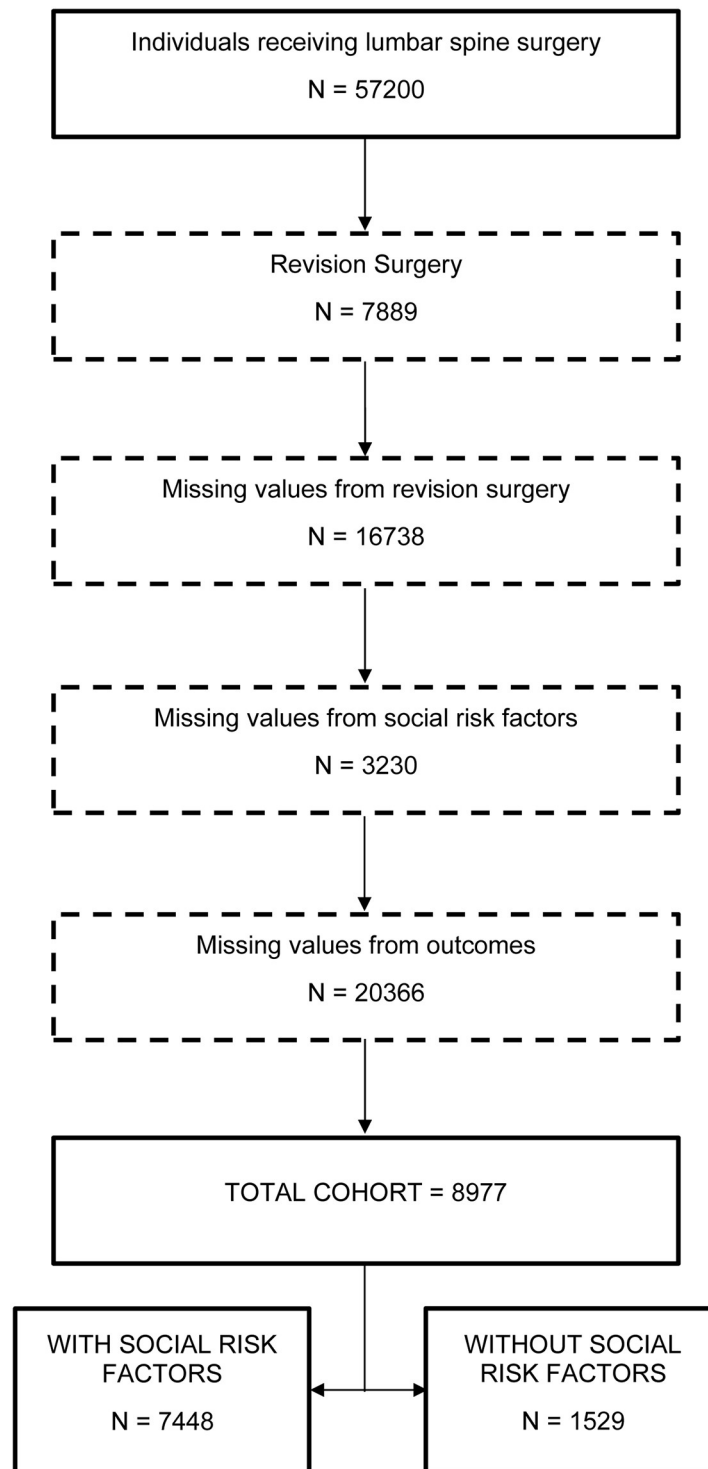 Individuals receiving lumbar spine surgery
N = 57200
Revision Surgery
N = 7889
Missing values from revision surgery
N = 16738
Missing values from social risk factors
N = 3230
Missing values from outcomes
N = 20366
TOTAL COHORT = 8977
WITH SOCIAL RISK
FACTORS
N = 7448
WITHOUT SOCIAL
RISK FACTORS
N = 1529